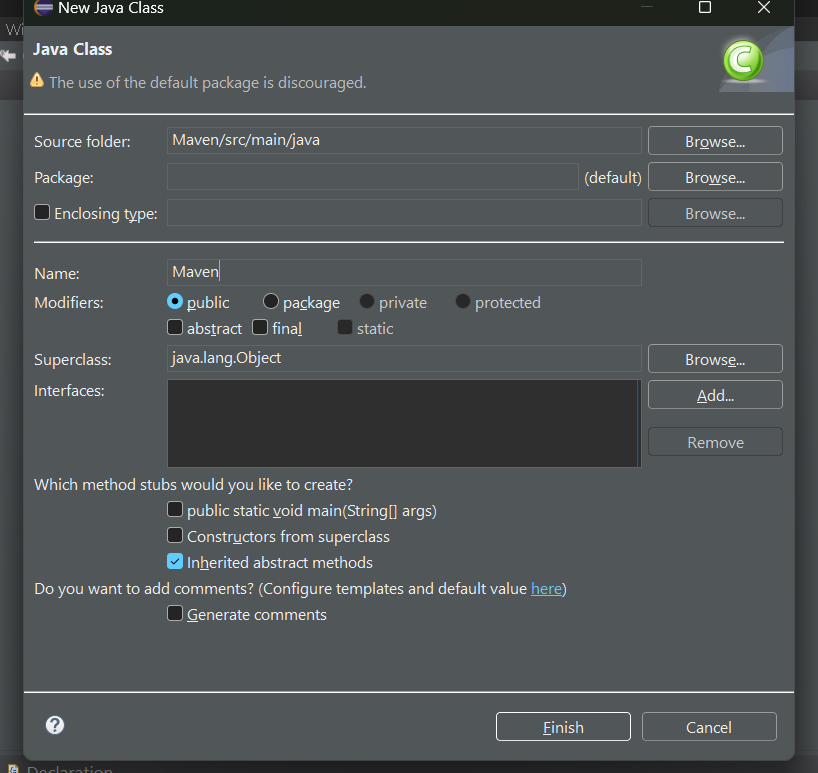 New Java Class
Wi
Java Class
The use of the default package is discouraged.
Source folder: Maven/src/main/java Browse...
Package: (default) Browse...
Enclosing type: Browse...
Name: Maven
Modifiers: public package private protected
abstract final static
Superclass: java.lang.Object Browse...
Interfaces: Add...
Remove
Which method stubs would you like to create?
public static void main(String[] args)
Constructors from superclass
Inherited abstract methods
Do you want to add comments? (Configure templates and default value here)
Generate comments
Finish Cancel
Declaration